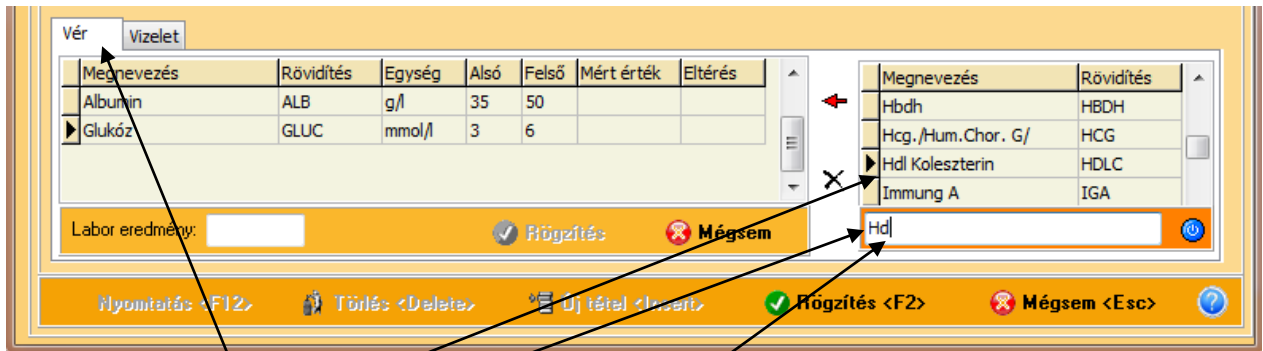 Vér Vizelet
Megnevezés Rövidítés Egység Alsó Felső Mért érték Eltérés
Albumin ALB g/l 35 50
Glukóz GLUC mmol/l 3 6
Labor eredmény: Rögzítés Mégsem
Megnevezés Rövidítés
Hbdh HBDH
Hcg./Hum.Chor. G/ HCG
Hdl Koleszterin HDLC
Immung A IGA
Hd
Nyomtatás <F12> Törlés <Delete> Új tétel <Insert> Rögzítés <F2> Mégsem <Esc>